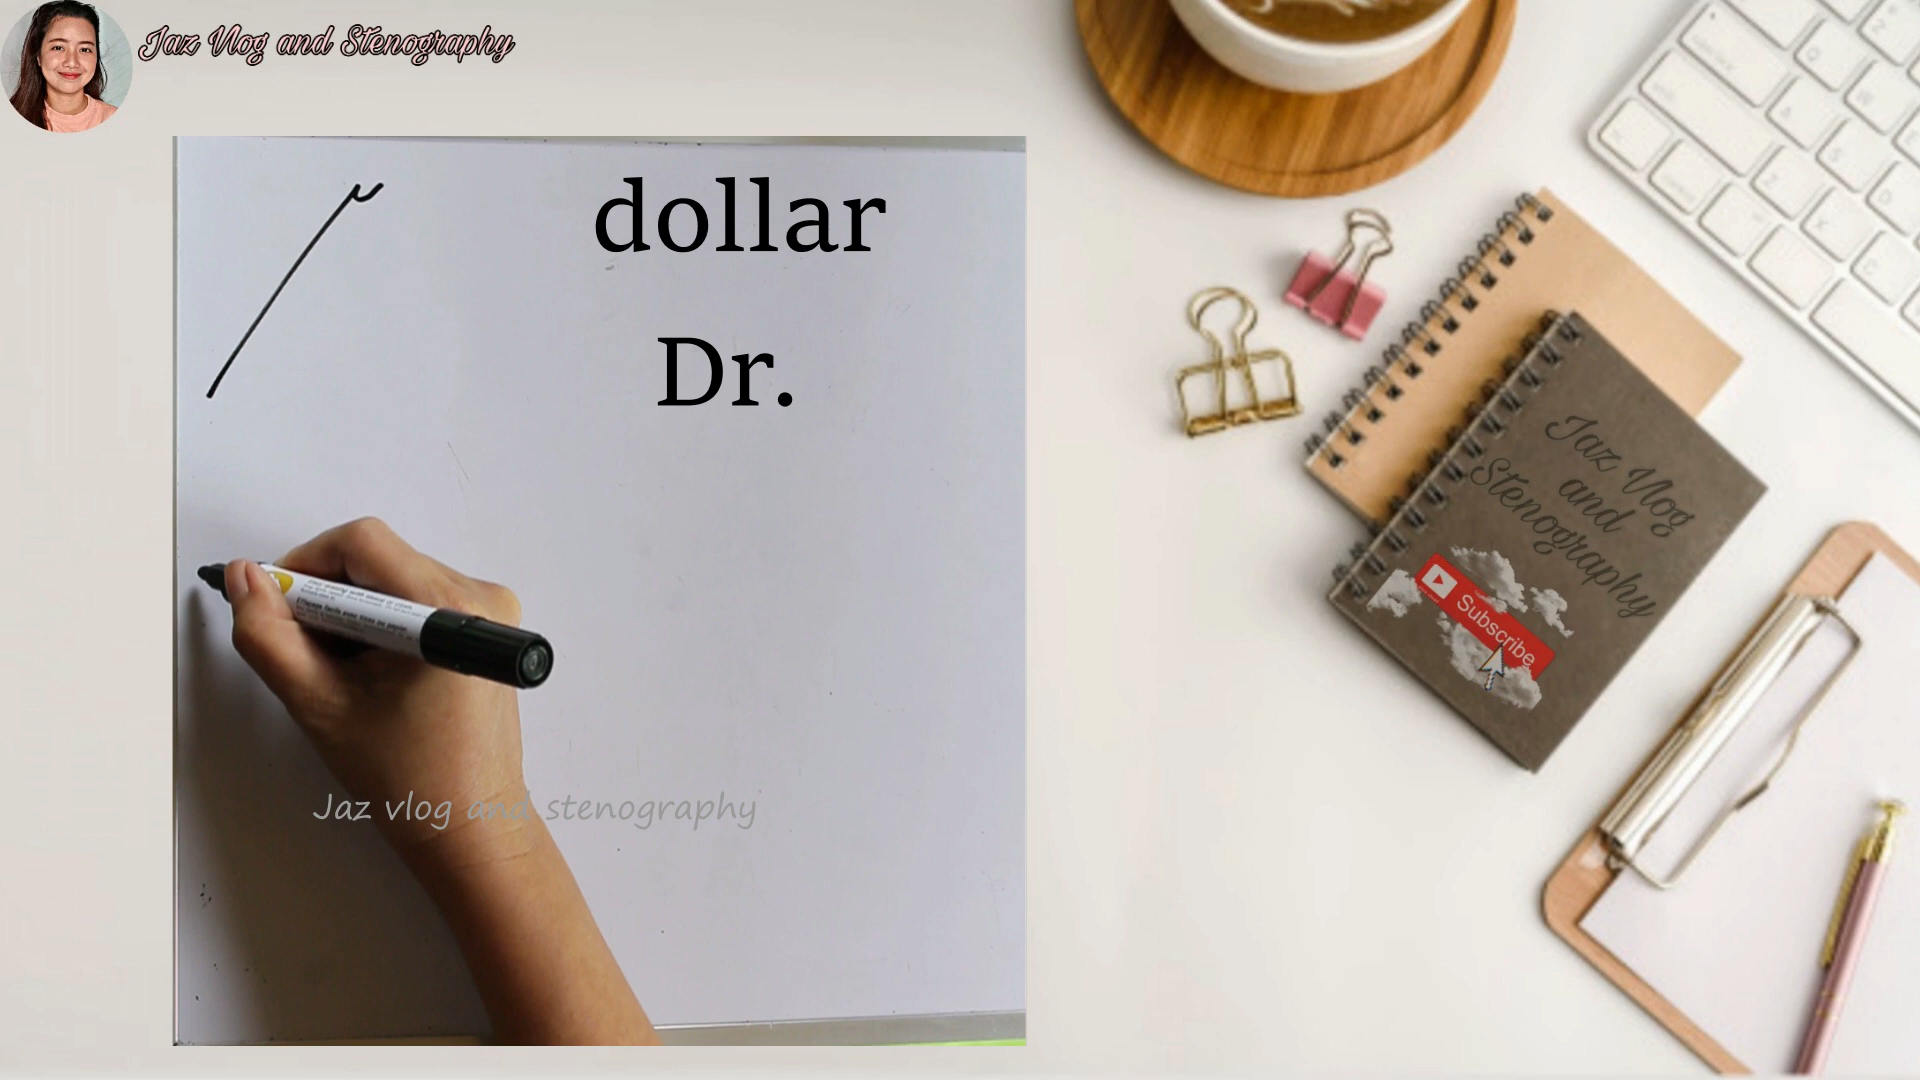 Jaz Vlog and Stenography
dollar
Dr.
Jaz vlog and stenography
Jaz Vlog
and
Stenography
Subscribe